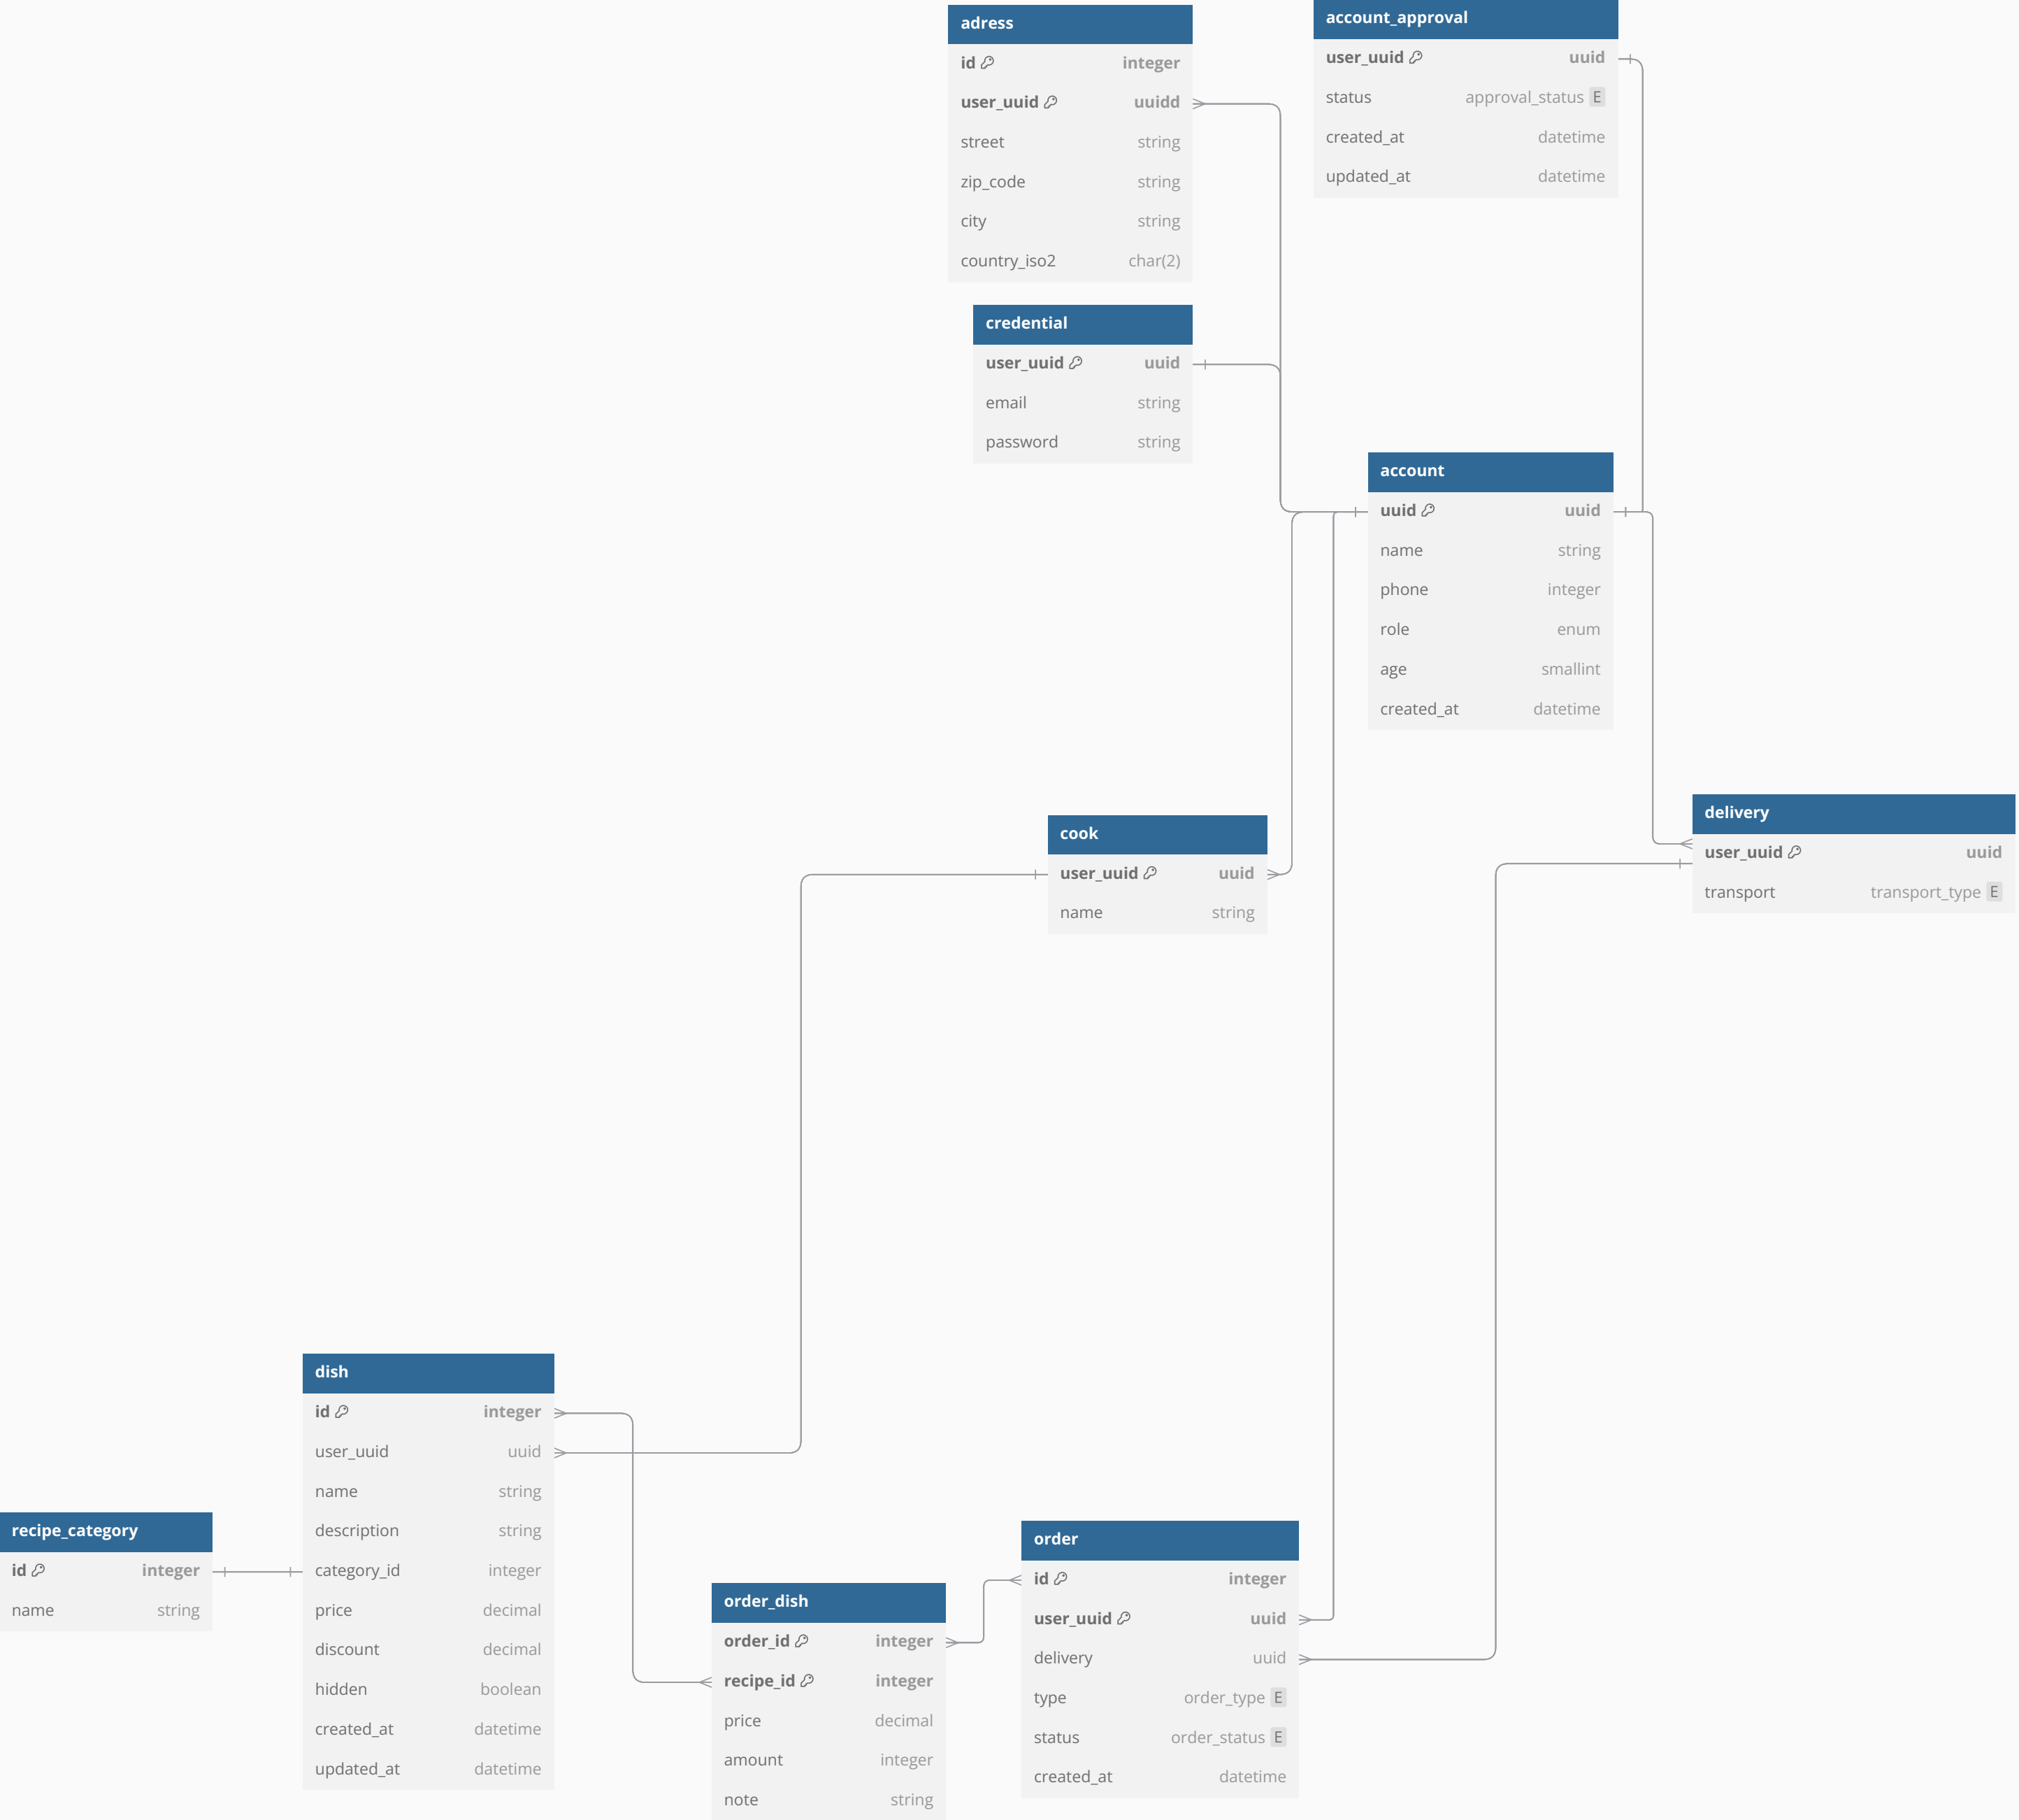 adress
id integer
user_uuid uuidd
street string
zip_code string
city string
country_iso2 char(2)
account_approval
user_uuid uuid
status approval_status E
created_at datetime
updated_at datetime
credential
user_uuid uuid
email string
password string
account
uuid uuid
name string
phone integer
role enum
age smallint
created_at datetime
cook
user_uuid uuid
name string
delivery
user_uuid uuid
transport transport_type E
dish
id integer
user_uuid uuid
name string
description string
category_id integer
price decimal
discount decimal
hidden boolean
created_at datetime
updated_at datetime
recipe_category
id integer
name string
order_dish
order_id integer
recipe_id integer
price decimal
amount integer
note string
order
id integer
user_uuid uuid
delivery uuid
type order_type E
status order_status E
created_at datetime